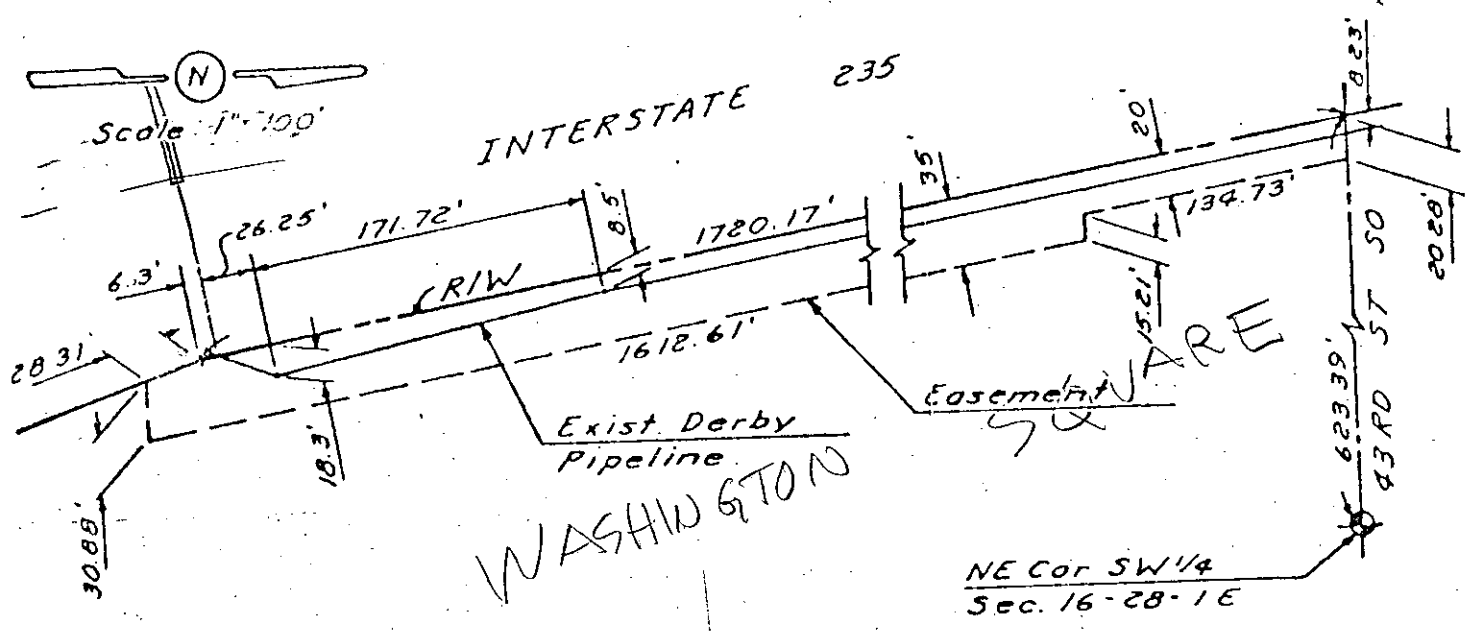 N
Scale 1"=100'
INTERSTATE 235
8.23'
20'
35'
26.25'
171.72'
8.5'
1720.17'
134.73'
20.28'
6.3'
R/W
15.21'
28.31'
1612.61'
Easement
SQUARE
Exist. Derby
Pipeline
18.3'
WASHINGTON
30.88'
623.39'
43 RD ST SO
NE Cor SW 1/4
Sec. 16-28-1E